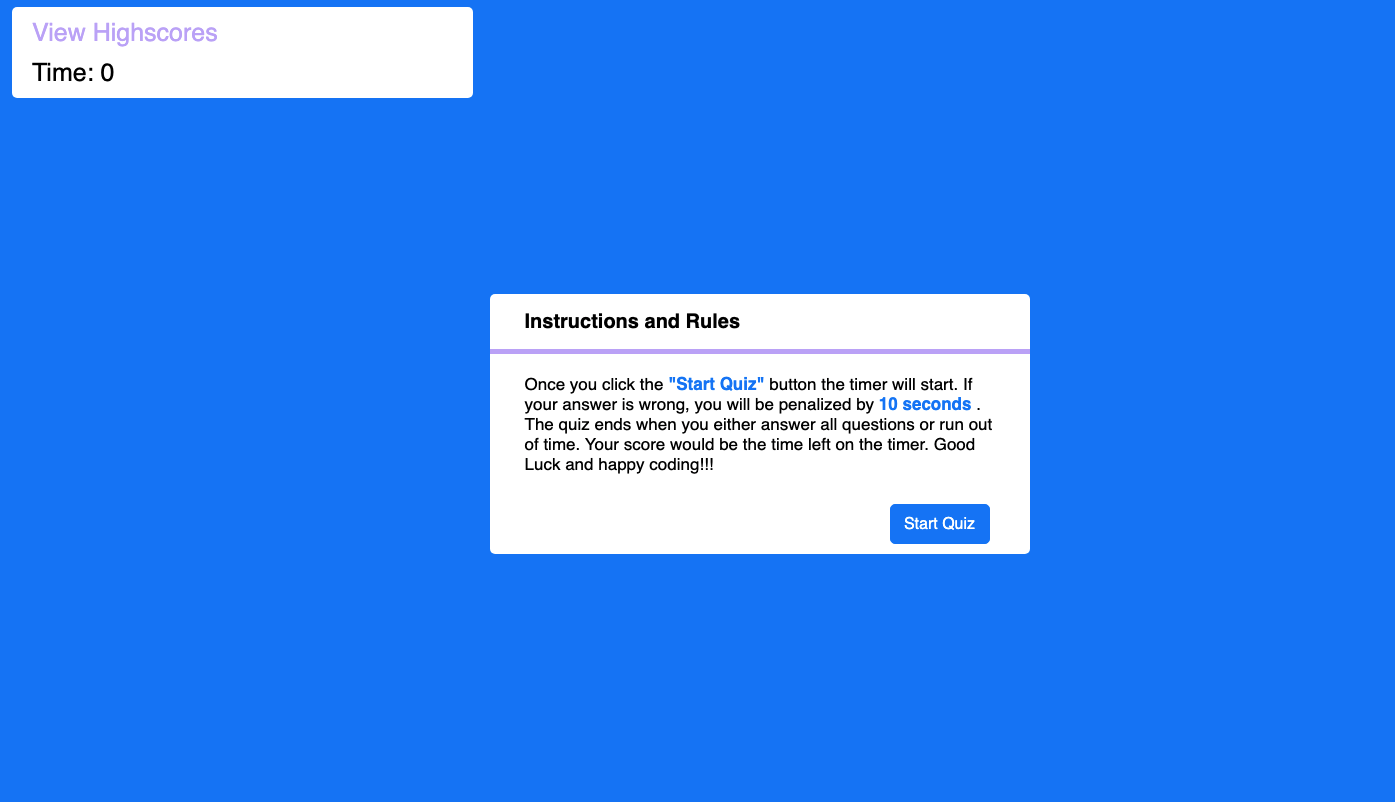 View Highscores
Time: 0
Instructions and Rules
Once you click the "Start Quiz" button the timer will start. If
your answer is wrong, you will be penalized by 10 seconds .
The quiz ends when you either answer all questions or run out
of time. Your score would be the time left on the timer. Good
Luck and happy coding!!!
Start Quiz